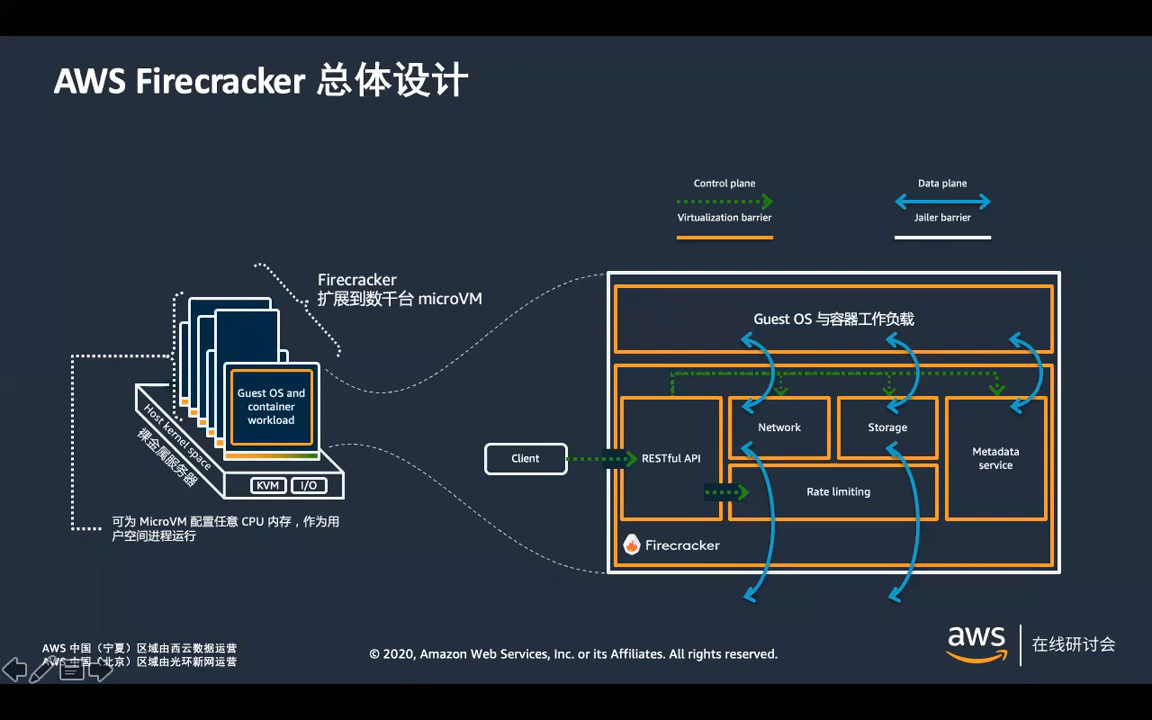 AWS Firecracker 总体设计
Control plane
Data plane
Virtualization barrier
Jailer barrier
Firecracker
扩展到数千台 microVM
Guest OS and
container
workload
Host kernel space
裸金属服务器
KVM
I/O
可为 MicroVM 配置任意 CPU 内存，作为用
户空间进程运行
Client
Guest OS 与容器工作负载
RESTful API
Network
Storage
Metadata
service
Rate limiting
Firecracker
AWS 中国（宁夏）区域由西云数据运营
AWS 中国（北京）区域由光环新网运营
© 2020, Amazon Web Services, Inc. or its Affiliates. All rights reserved.
aws
在线研讨会